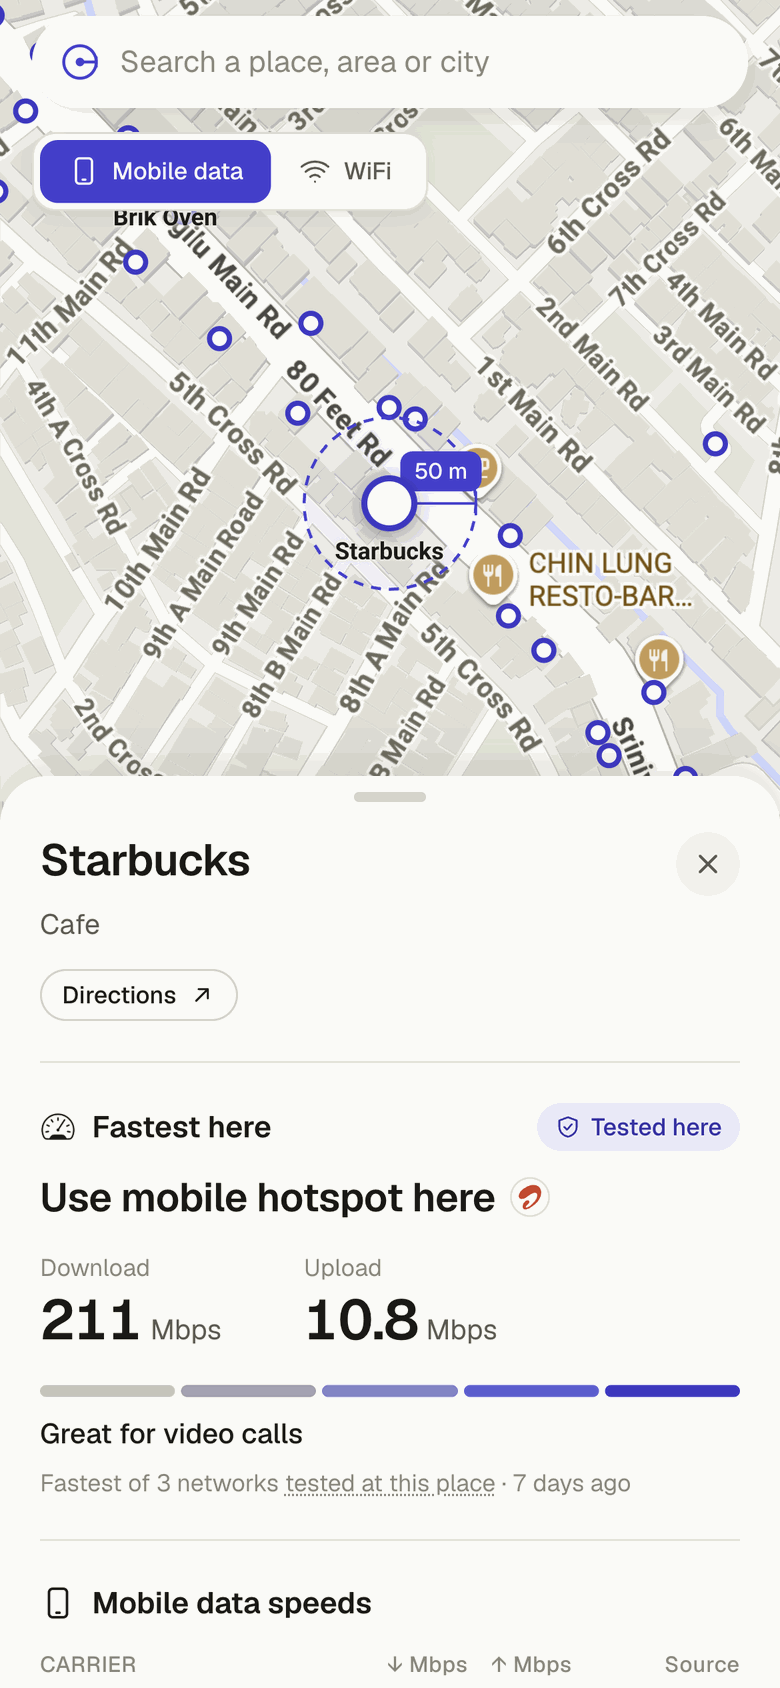 Search a place, area or city
Mobile data
WiFi
Brik Oven
11th Main Rd
80 Feet Rd
5th Cross Rd
4th A Cross Rd
10th Main Rd
9th A Main Road
9th Main Rd
8th B Main Rd
8th A Main Rd
5th Cross Rd
B Main Rd
2nd Cros
6th Cross Rd
7th Cross Rd
6th Ma
4th Main Rd
3rd Main Rd
2nd Main Rd
1st Main Rd
50 m
Starbucks
CHIN LUNG
RESTO-BAR...
Srini
Starbucks
Cafe
Directions
Fastest here
Tested here
Use mobile hotspot here
Download
Upload
211 Mbps
10.8 Mbps
Great for video calls
Fastest of 3 networks tested at this place · 7 days ago
Mobile data speeds
CARRIER ↓ Mbps ↑ Mbps Source